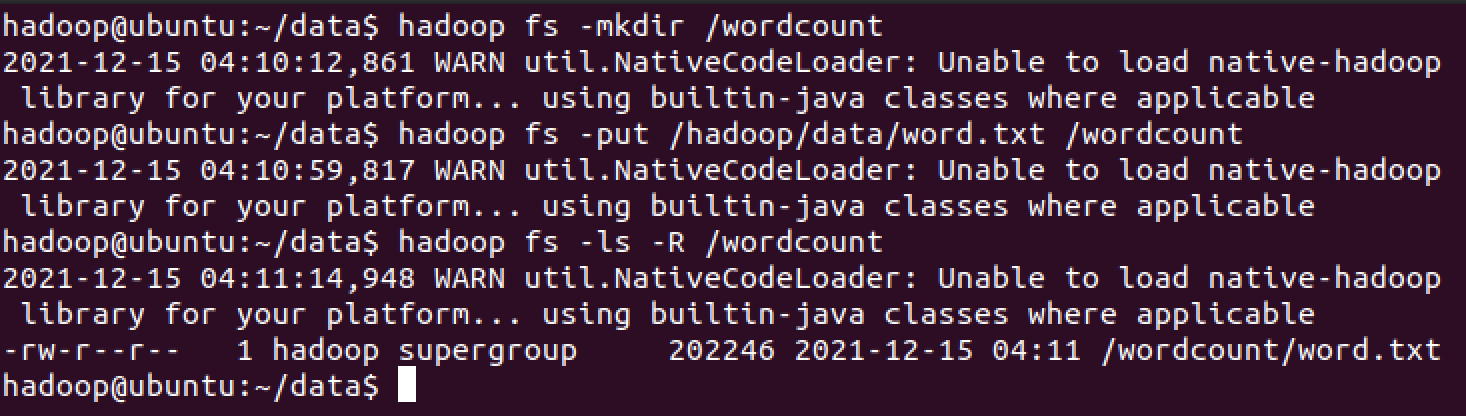 hadoop@ubuntu:~/data$ hadoop fs -mkdir /wordcount
2021-12-15 04:10:12,861 WARN util.NativeCodeLoader: Unable to load native-hadoop
 library for your platform... using builtin-java classes where applicable
hadoop@ubuntu:~/data$ hadoop fs -put /hadoop/data/word.txt /wordcount
2021-12-15 04:10:59,817 WARN util.NativeCodeLoader: Unable to load native-hadoop
 library for your platform... using builtin-java classes where applicable
hadoop@ubuntu:~/data$ hadoop fs -ls -R /wordcount
2021-12-15 04:11:14,948 WARN util.NativeCodeLoader: Unable to load native-hadoop
 library for your platform... using builtin-java classes where applicable
-rw-r--r--   1 hadoop supergroup     202246 2021-12-15 04:11 /wordcount/word.txt
hadoop@ubuntu:~/data$